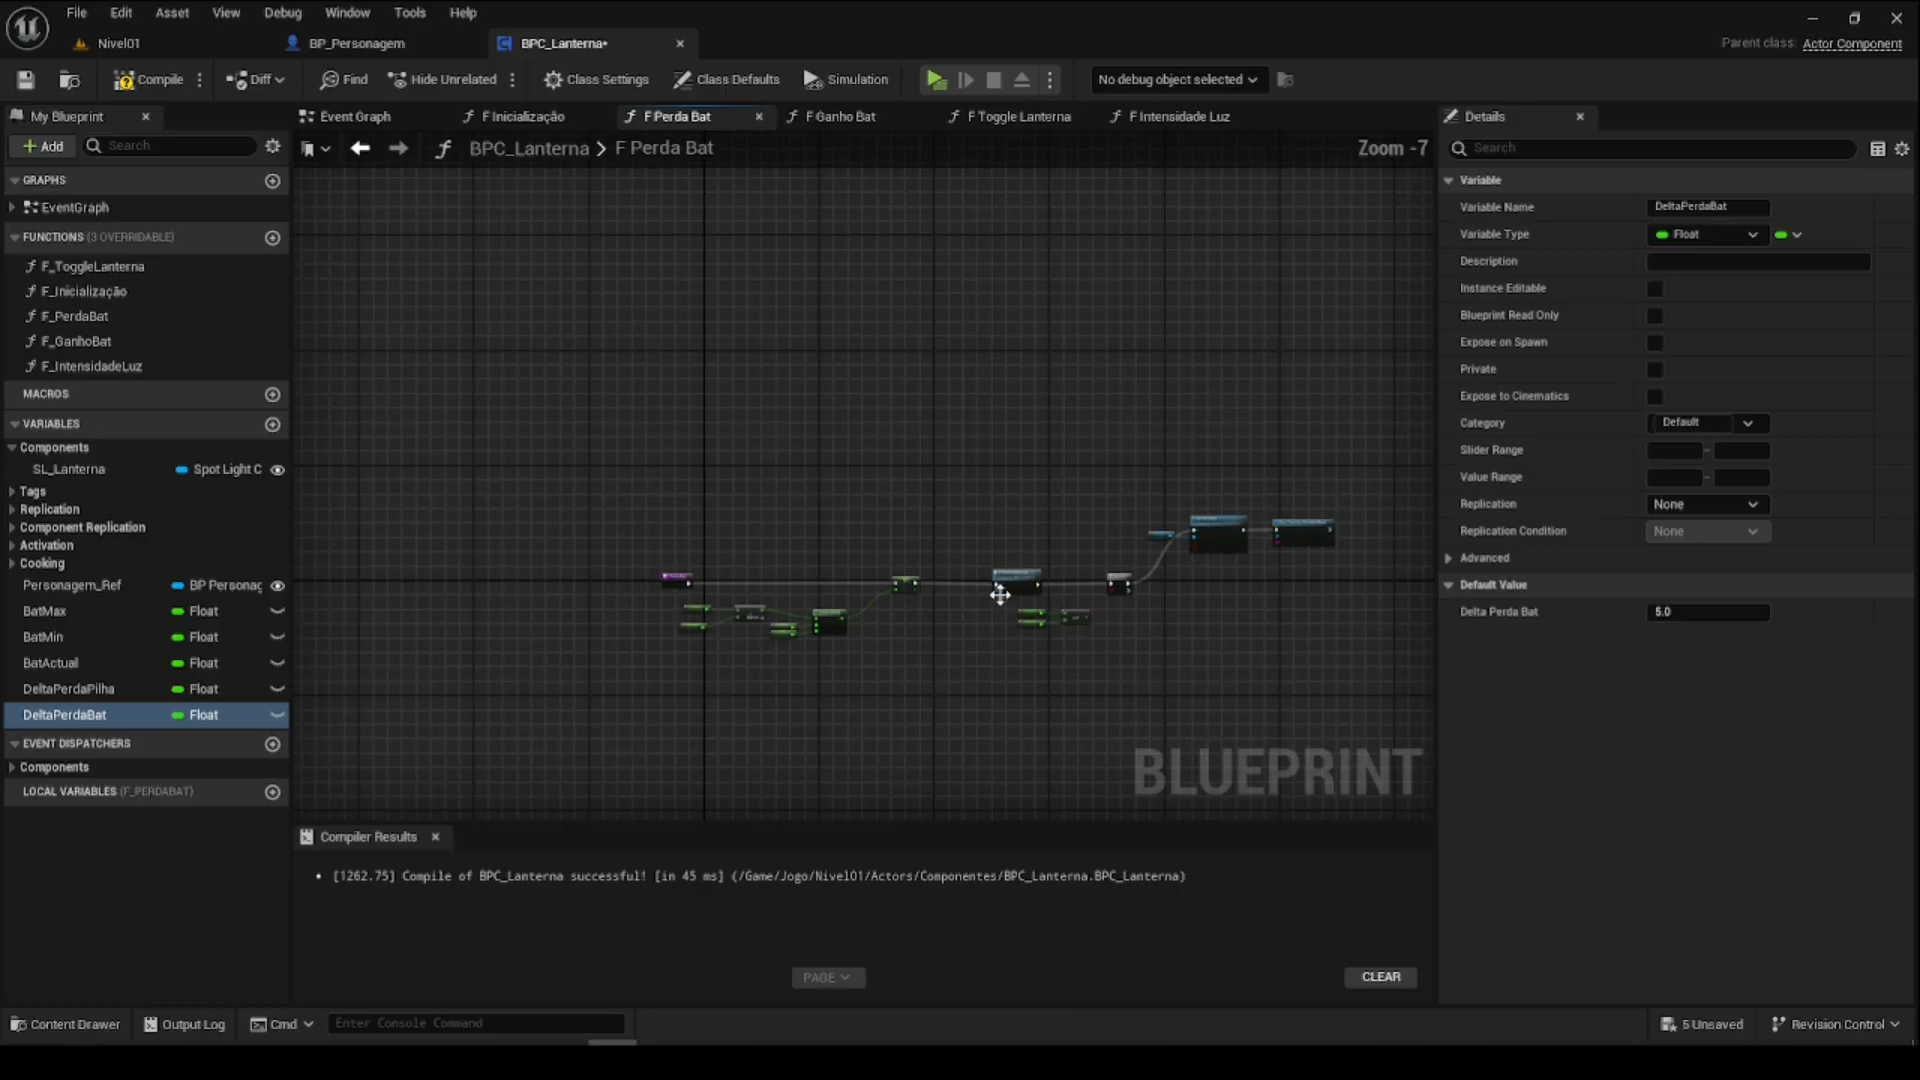 File Edit Asset View Debug Window Tools Help
Nivel01 BP_Personagem BPC_Lanterna*
Parent class: Actor Component
Compile Diff Find Hide Unrelated Class Settings Class Defaults Simulation No debug object selected
My Blueprint
Event Graph F Inicialização F Perda Bat F Ganho Bat F Toggle Lanterna F Intensidade Luz
Details
Add Search
BPC_Lanterna > F Perda Bat
Zoom -7
Search
GRAPHS
EventGraph
FUNCTIONS (3 OVERRIDABLE)
F_ToggleLanterna
F_Inicialização
F_PerdaBat
F_GanhoBat
F_IntensidadeLuz
MACROS
VARIABLES
Components
SL_Lanterna Spot Light C
Tags
Replication
Component Replication
Activation
Cooking
Personagem_Ref BP Personag
BatMax Float
BatMin Float
BatActual Float
DeltaPerdaPilha Float
DeltaPerdaBat Float
EVENT DISPATCHERS
Components
LOCAL VARIABLES (F_PERDABAT)
BLUEPRINT
Variable
Variable Name DeltaPerdaBat
Variable Type Float
Description
Instance Editable
Blueprint Read Only
Expose on Spawn
Private
Expose to Cinematics
Category Default
Slider Range
Value Range
Replication None
Replication Condition None
Advanced
Default Value
Delta Perda Bat 5.0
Compiler Results
• [1262.75] Compile of BPC_Lanterna successful! [in 45 ms] (/Game/Jogo/Nivel01/Actors/Componentes/BPC_Lanterna.BPC_Lanterna)
PAGE
CLEAR
Content Drawer Output Log Cmd Enter Console Command
5 Unsaved Revision Control